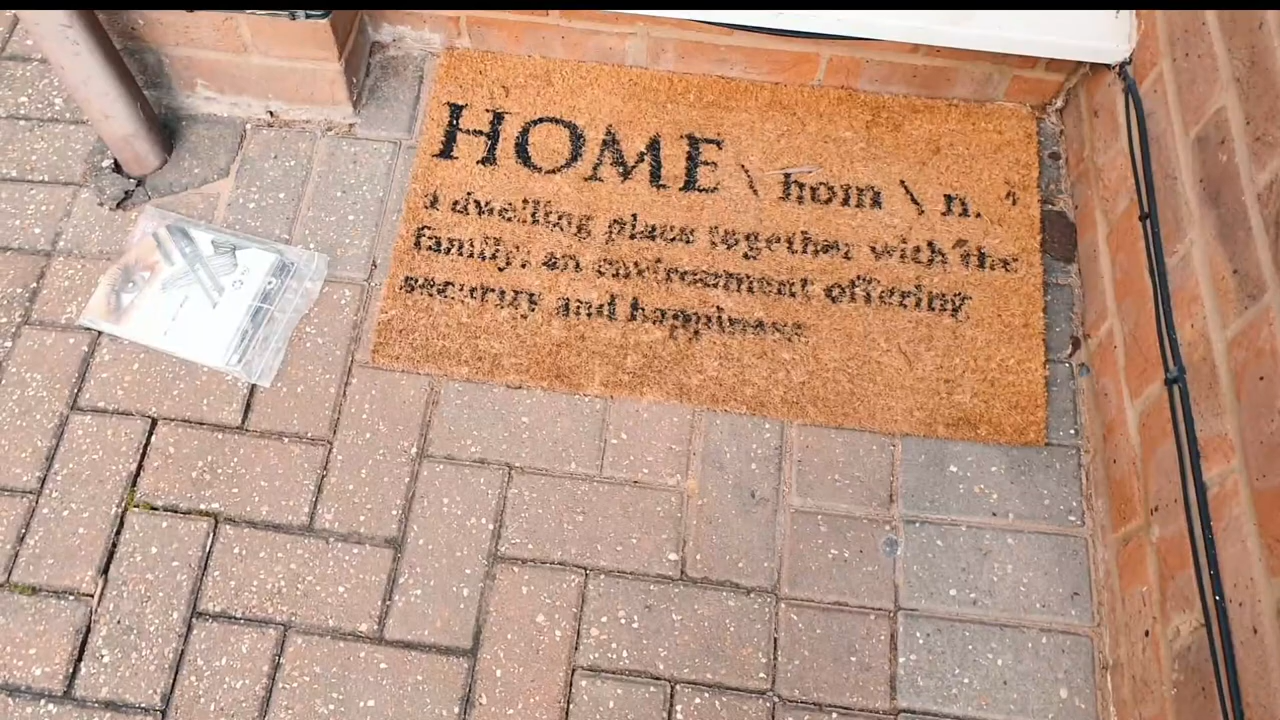 HOME \ hom \ n.
a dwelling place together with the
family; an environment offering
security and happiness